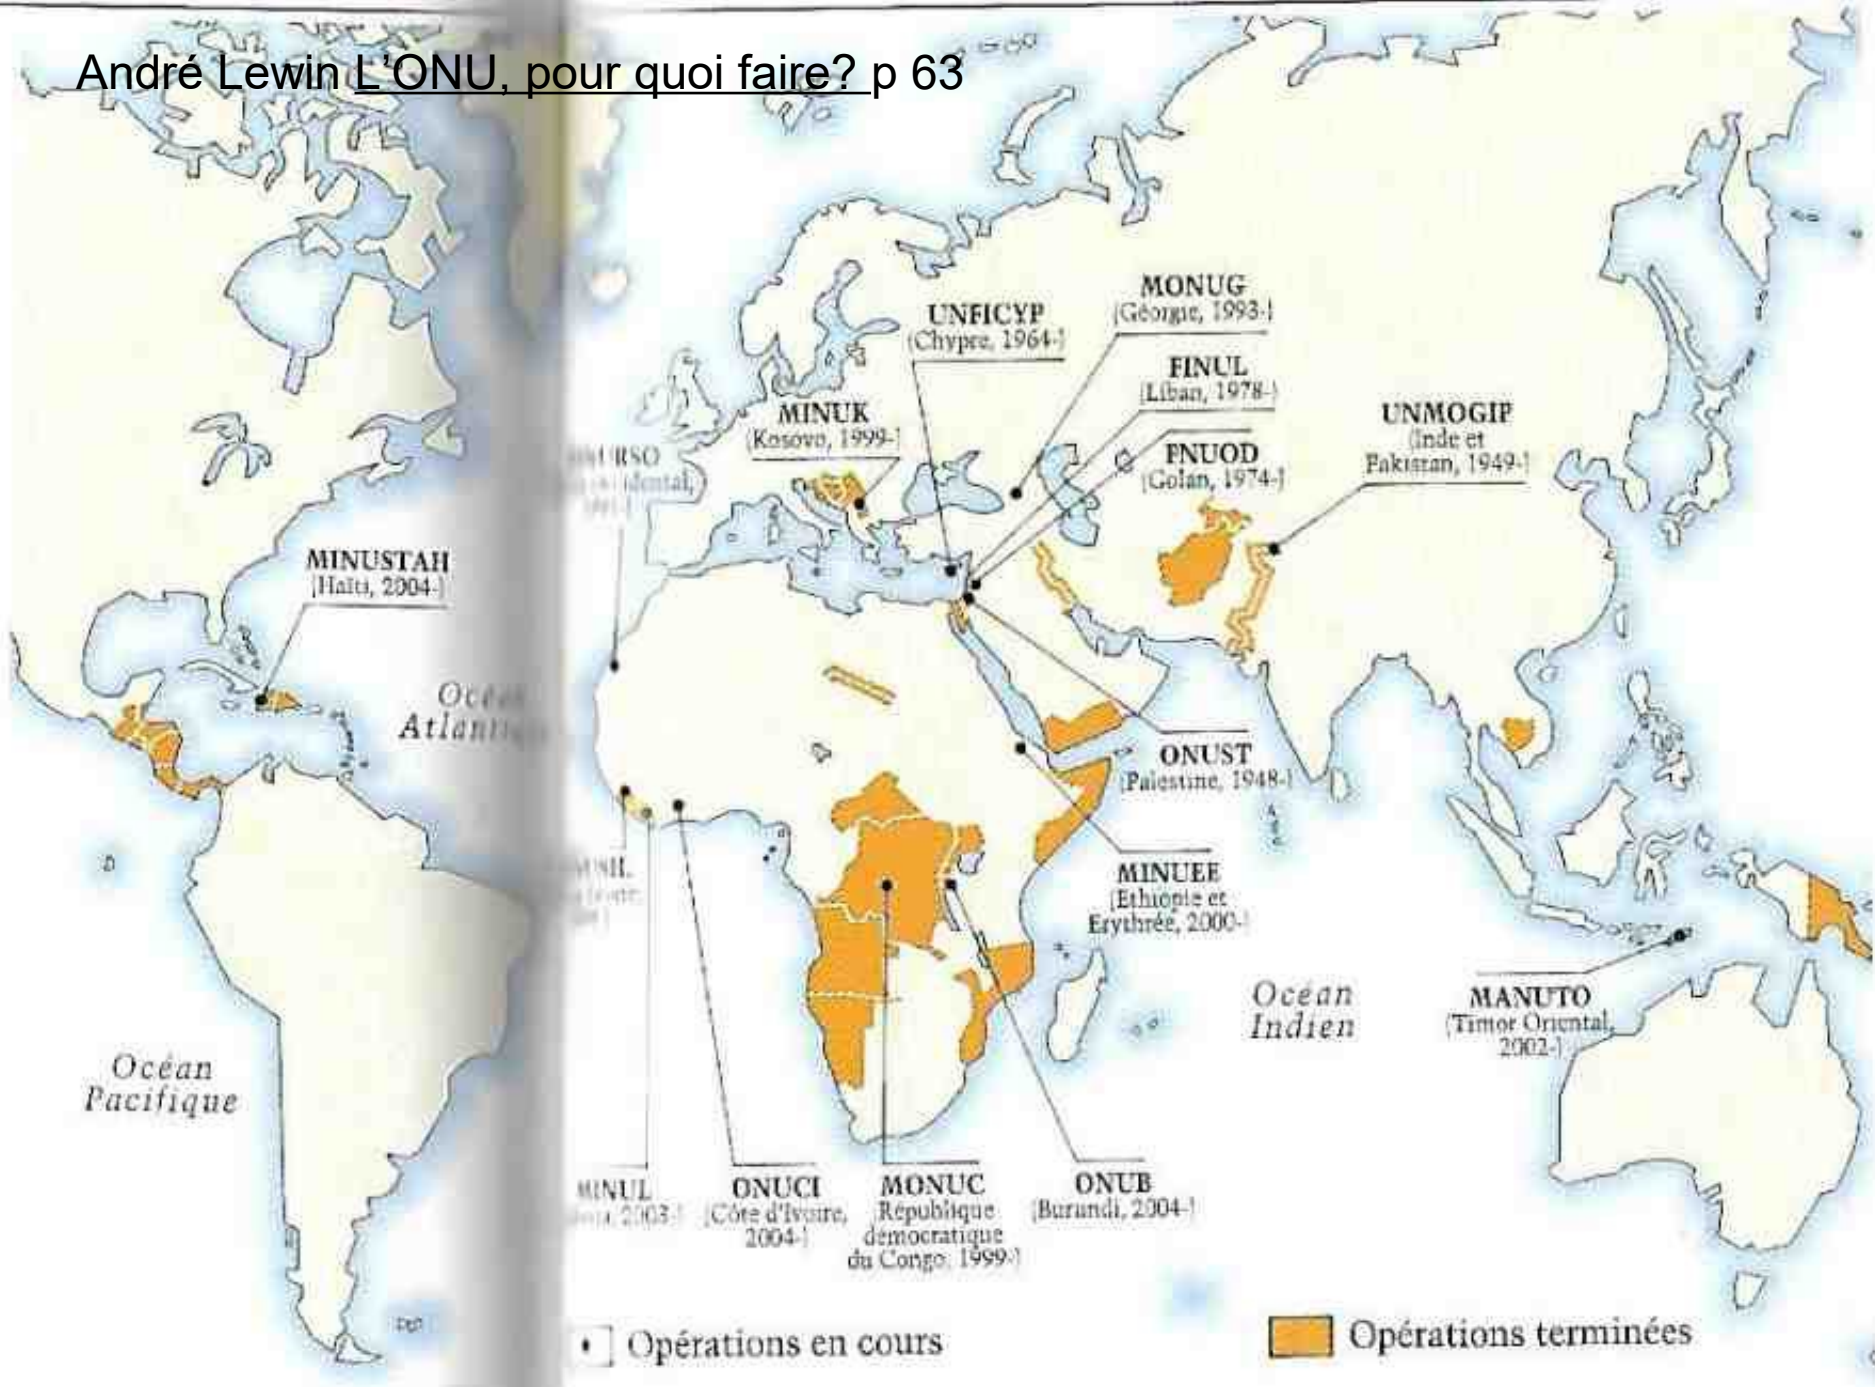 André Lewin L'ONU, pour quoi faire? p 63
MONUG
(Géorgie, 1993-)
UNFICYP
(Chypre, 1964-)
FINUL
(Liban, 1978-)
MINUK
(Kosovo, 1999-)
UNMOGIP
(Inde et
Pakistan, 1949-)
FNUOD
(Golan, 1974-)
MINUSTAH
(Haïti, 2004-)
Océan
Atlantique
ONUST
(Palestine, 1948-)
MINUEE
(Ethiopie et
Erythrée, 2000-)
Océan
Indien
MANUTO
(Timor Oriental,
2002-)
Océan
Pacifique
MINUL
2003-)
ONUCI
(Côte d'Ivoire,
2004-)
MONUC
(République
démocratique
du Congo, 1999-)
ONUB
(Burundi, 2004-)
Opérations en cours
Opérations terminées